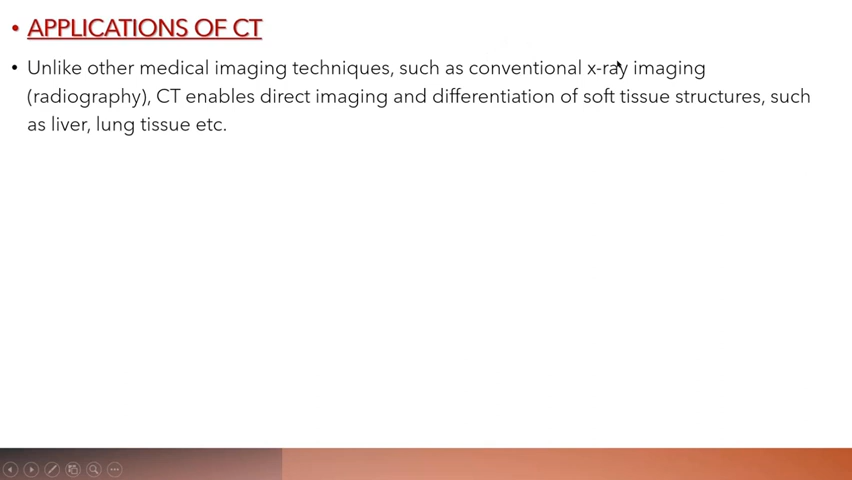 • APPLICATIONS OF CT
• Unlike other medical imaging techniques, such as conventional x-ray imaging
(radiography), CT enables direct imaging and differentiation of soft tissue structures, such
as liver, lung tissue etc.